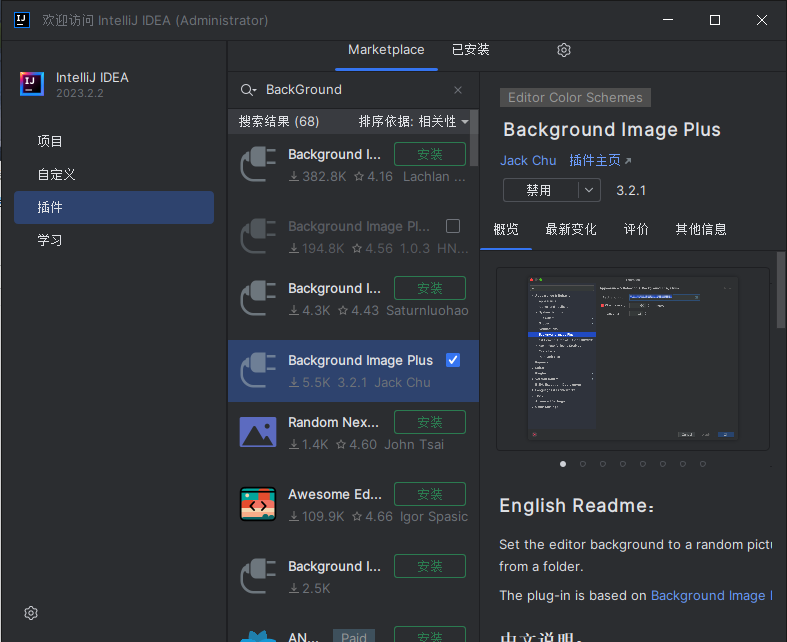 欢迎访问 IntelliJ IDEA (Administrator)
IntelliJ IDEA
2023.2.2
项目
自定义
插件
学习
Marketplace
已安装
BackGround
搜索结果 (68)
排序依据: 相关性
Background I...
安装
382.8K 4.16 Lachlan ...
Background Image Pl...
194.8K 4.56 1.0.3 HN...
Background I...
安装
4.3K 4.43 Saturnluohao
Background Image Plus
5.5K 3.2.1 Jack Chu
Random Nex...
安装
1.4K 4.60 John Tsai
Awesome Ed...
安装
109.9K 4.66 Igor Spasic
Background I...
安装
2.5K
AN...
Paid
安装
Editor Color Schemes
Background Image Plus
Jack Chu 插件主页
禁用
3.2.1
概览 最新变化 评价 其他信息
English Readme:
Set the editor background to a random pictu
from a folder.
The plug-in is based on Background Image
中文说明: